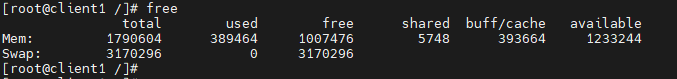 [root@client1 /]# free
              total        used        free      shared  buff/cache   available
Mem:        1790604      389464     1007476        5748      393664     1233244
Swap:       3170296           0     3170296
[root@client1 /]#